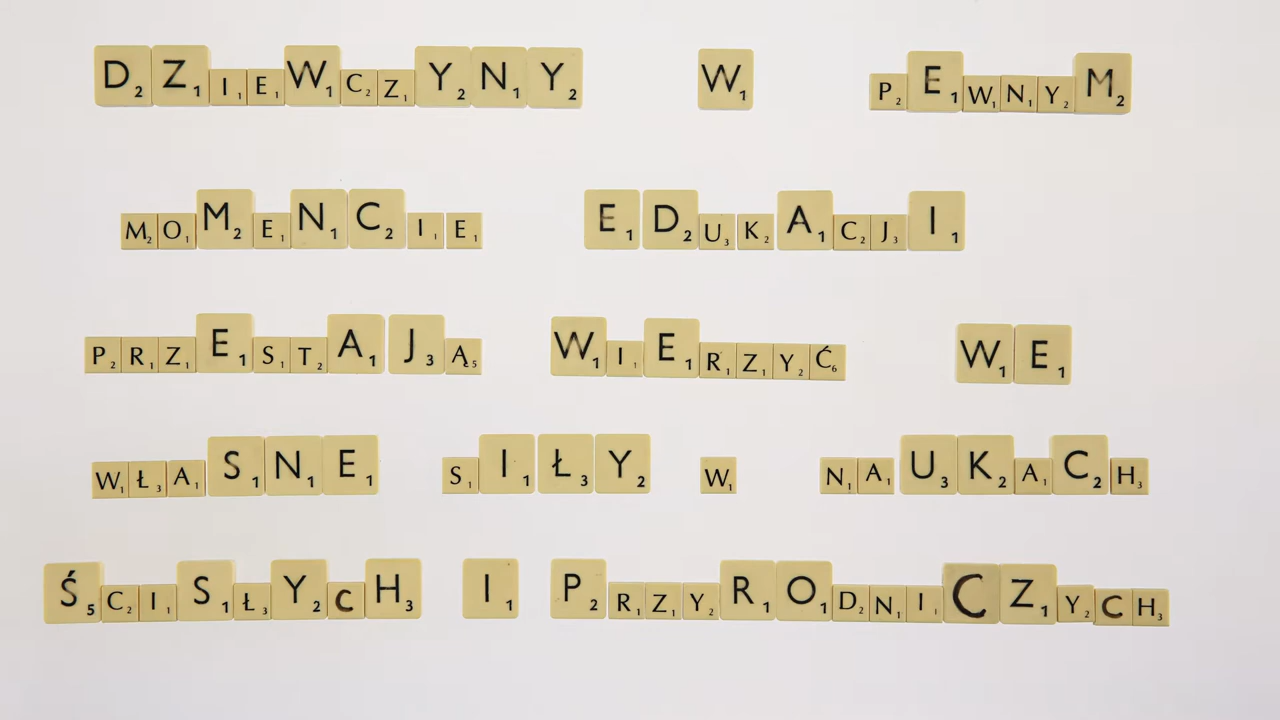 DZIEWCZYNY W PEWNYM
MOMENCIE EDUKACJI
PRZESTAJĄ WIERZYĆ WE
WŁASNE SIŁY W NAUKACH
ŚCISŁYCH I PRZYRODNICZYCH